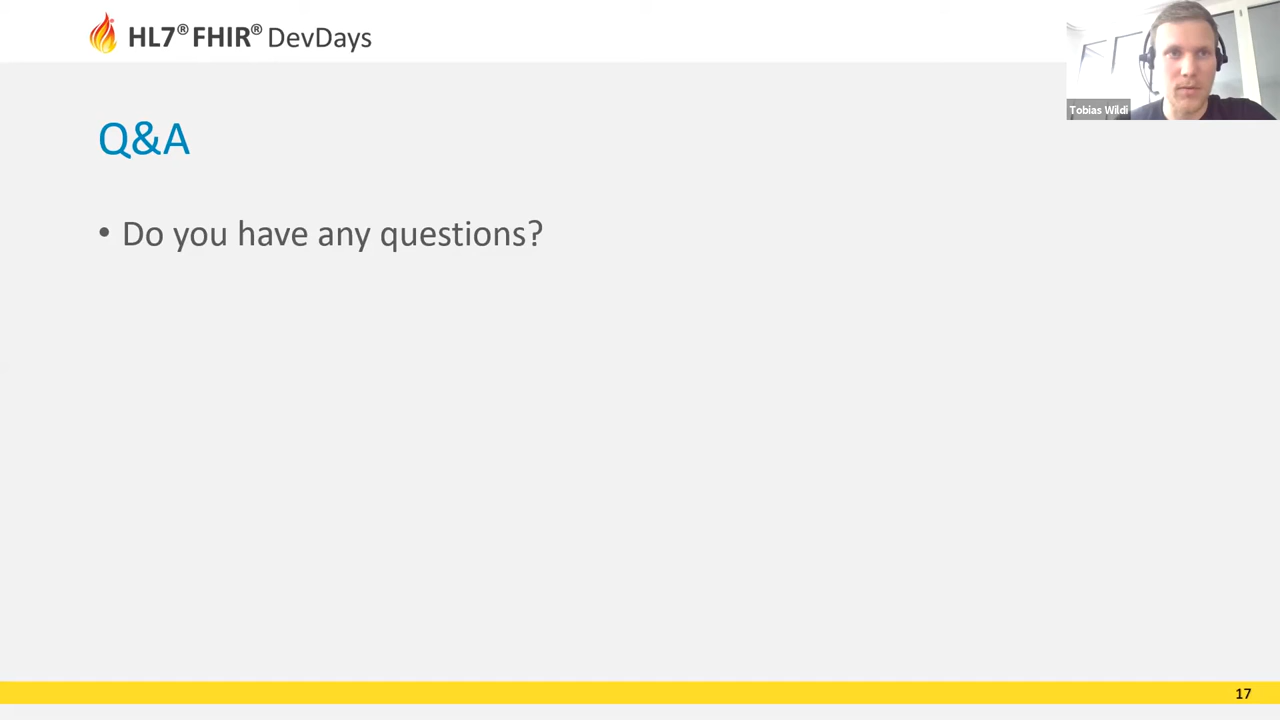 HL7® FHIR® DevDays
Tobias Wildi
Q&A
• Do you have any questions?
17